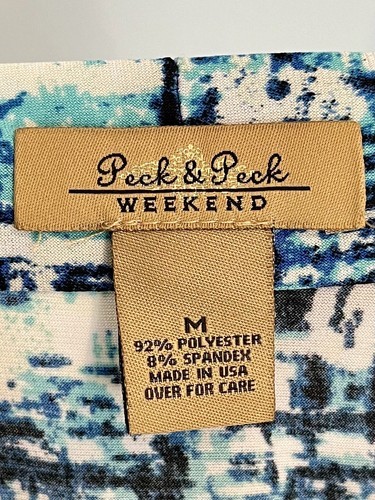 Peck & Peck
WEEKEND
M
92% POLYESTER
8% SPANDEX
MADE IN USA
OVER FOR CARE